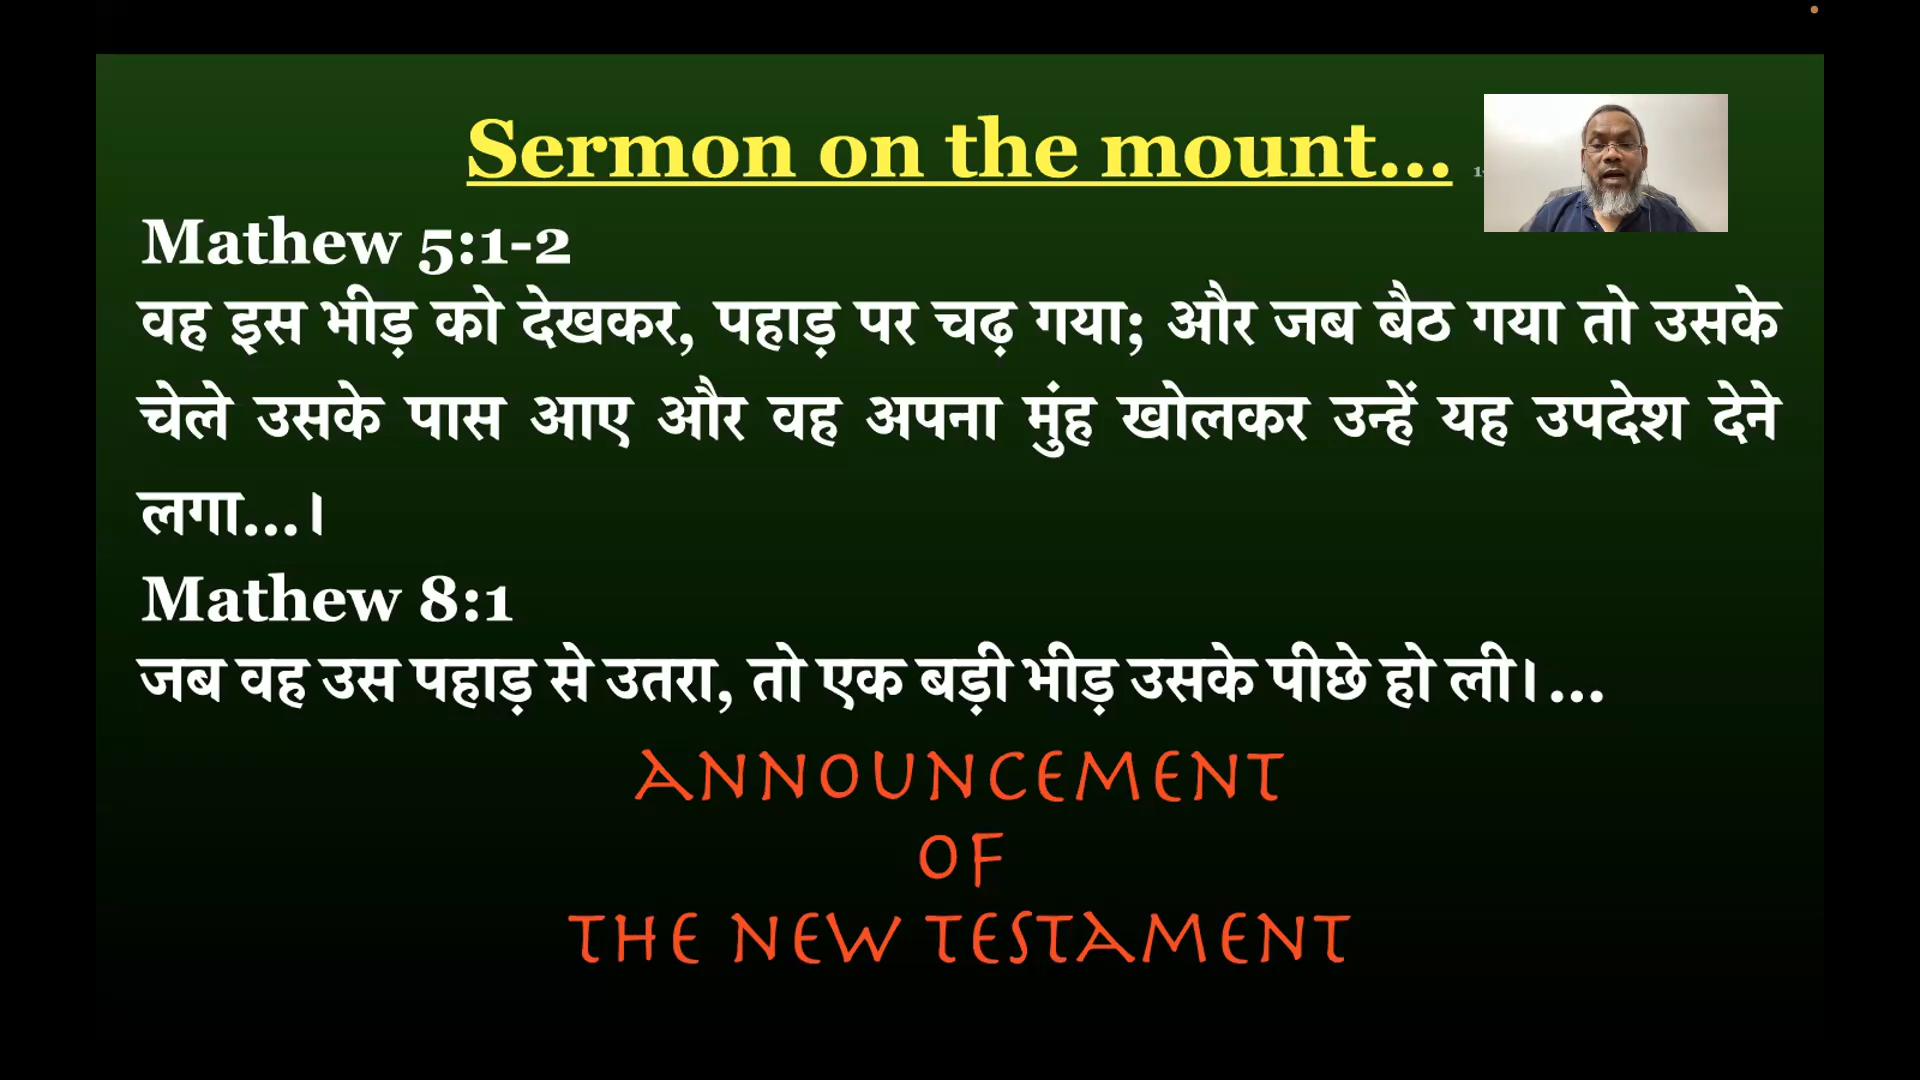 Sermon on the mount...
Mathew 5:1-2
वह इस भीड़ को देखकर, पहाड़ पर चढ़ गया; और जब बैठ गया तो उसके
चेले उसके पास आए और वह अपना मुंह खोलकर उन्हें यह उपदेश देने
लगा...।
Mathew 8:1
जब वह उस पहाड़ से उतरा, तो एक बड़ी भीड़ उसके पीछे हो ली। ...
ANNOUNCEMENT
OF
THE NEW TESTAMENT